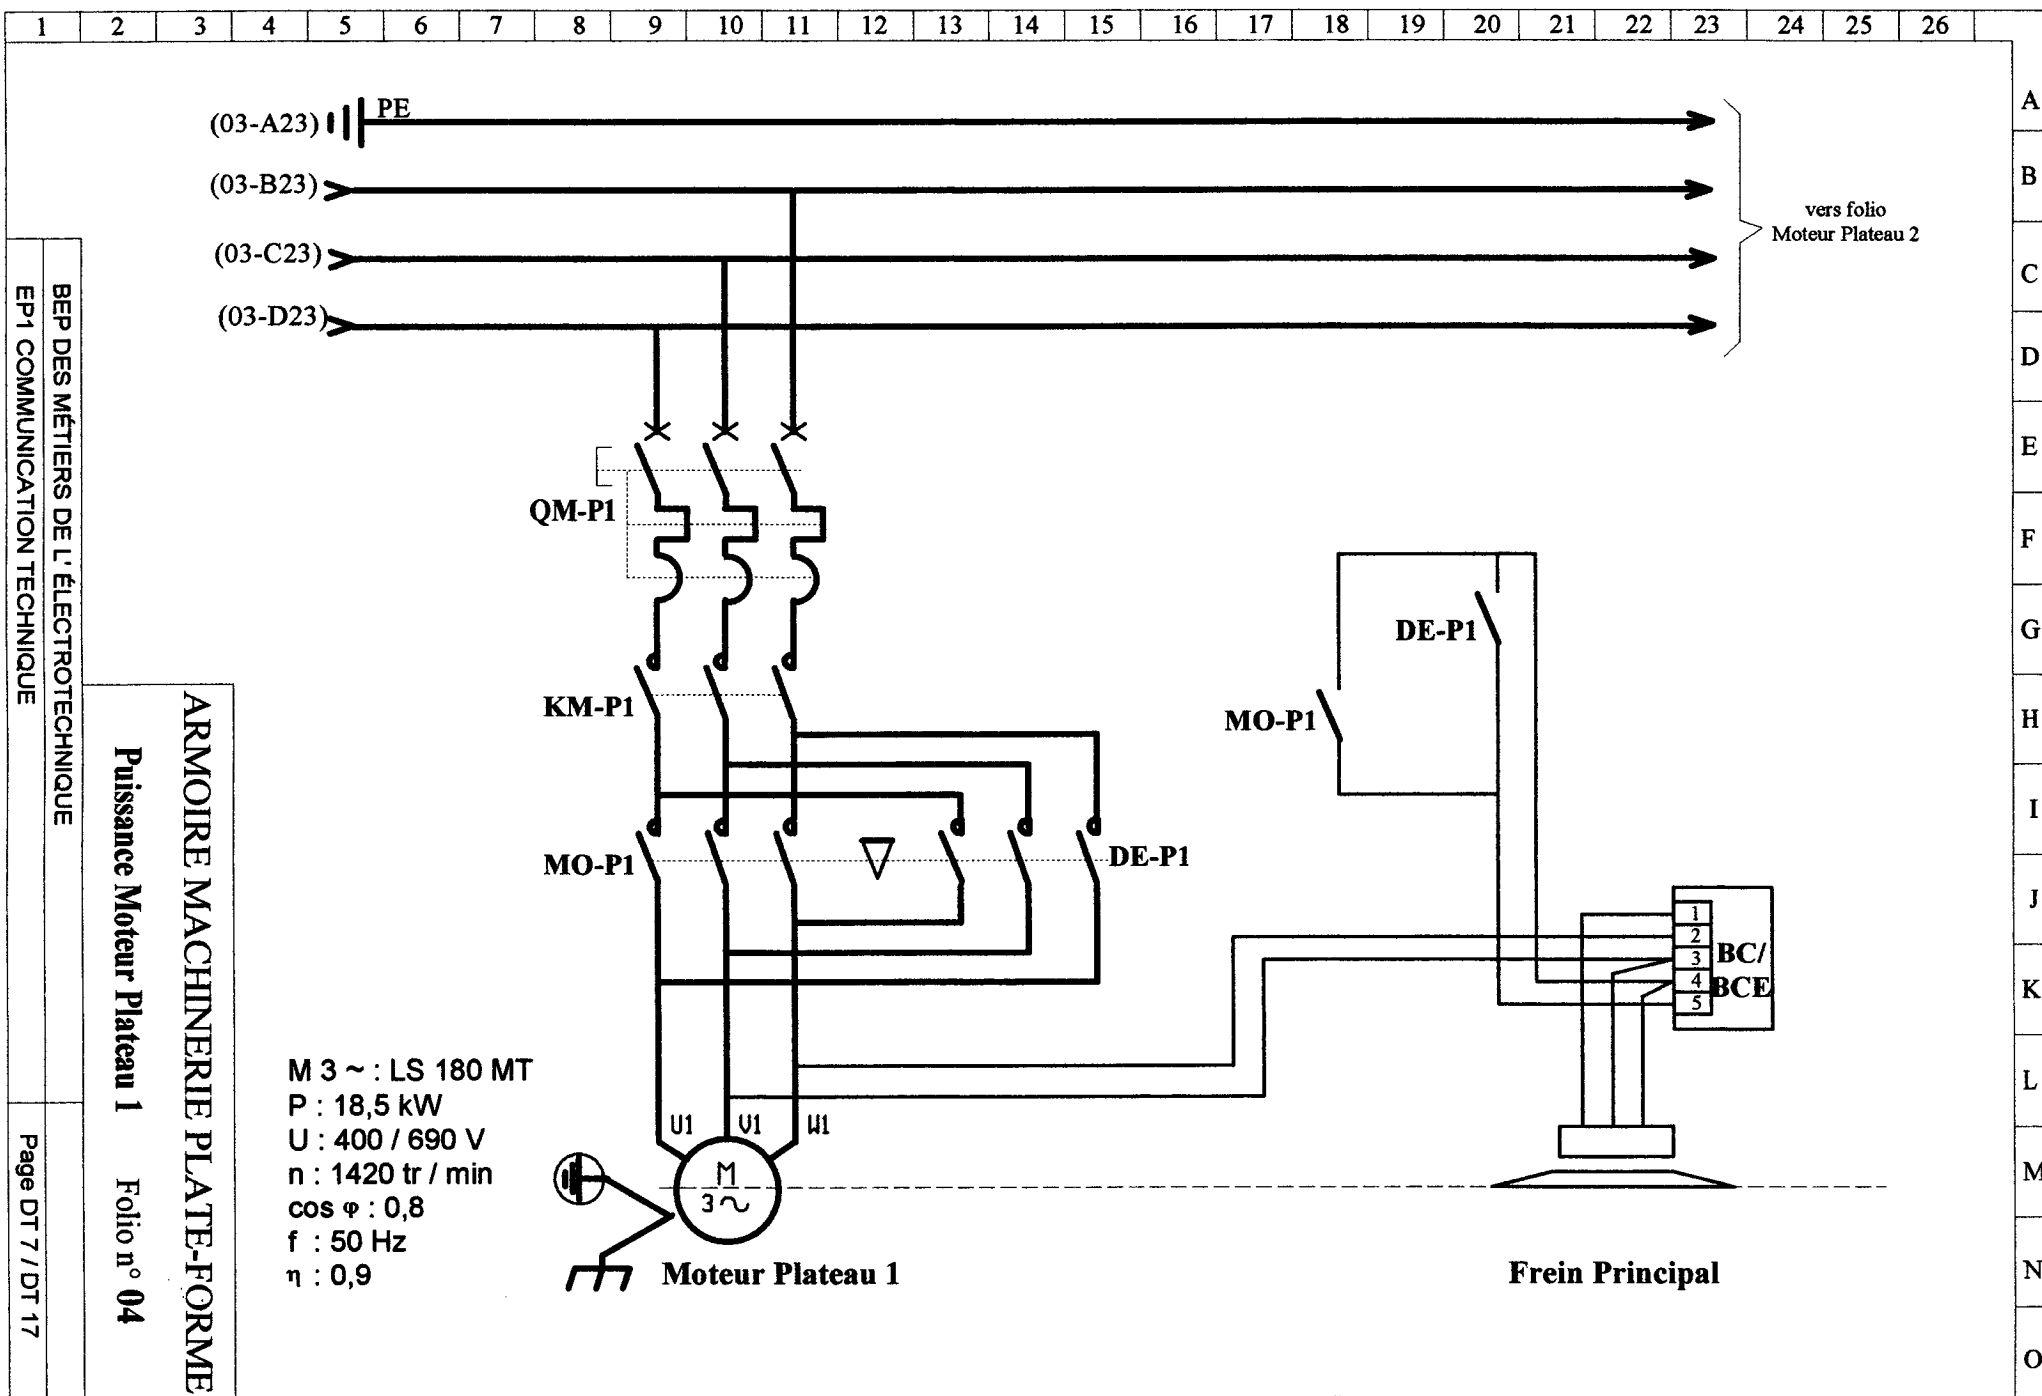 1 2 3 4 5 6 7 8 9 10 11 12 13 14 15 16 17 18 19 20 21 22 23 24 25 26
A
B
C
D
E
F
G
H
I
J
K
L
M
N
O
(03-A23)
PE
(03-B23)
(03-C23)
(03-D23)
vers folio
Moteur Plateau 2
QM-P1
KM-P1
MO-P1
DE-P1
DE-P1
MO-P1
1
2
3
4
5
BC/
BCE
M 3 ~ : LS 180 MT
P : 18,5 kW
U : 400 / 690 V
n : 1420 tr / min
cos φ : 0,8
f : 50 Hz
η : 0,9
U1
V1
W1
M
3 ~
Moteur Plateau 1
Frein Principal
BEP DES MÉTIERS DE L' ÉLECTROTECHNIQUE
EP1 COMMUNICATION TECHNIQUE
Page DT 7 / DT 17
ARMOIRE MACHINERIE PLATE-FORME
Puissance Moteur Plateau 1 Folio n° 04